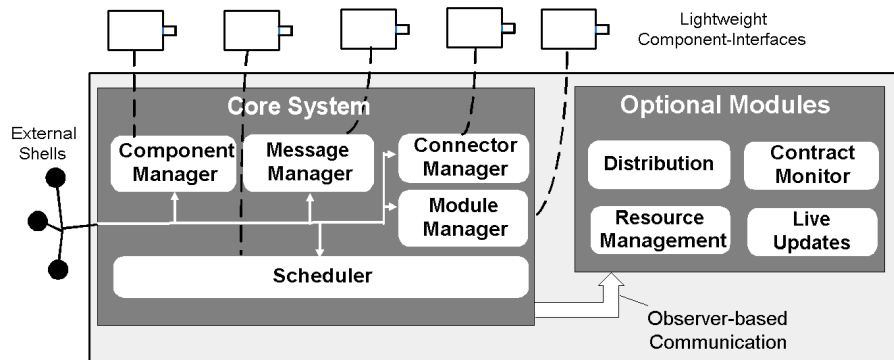 Lightweight
Component-Interfaces
Core System
Optional Modules
External
Shells
Component
Manager
Message
Manager
Connector
Manager
Module
Manager
Scheduler
Distribution
Contract
Monitor
Resource
Management
Live
Updates
Observer-based
Communication